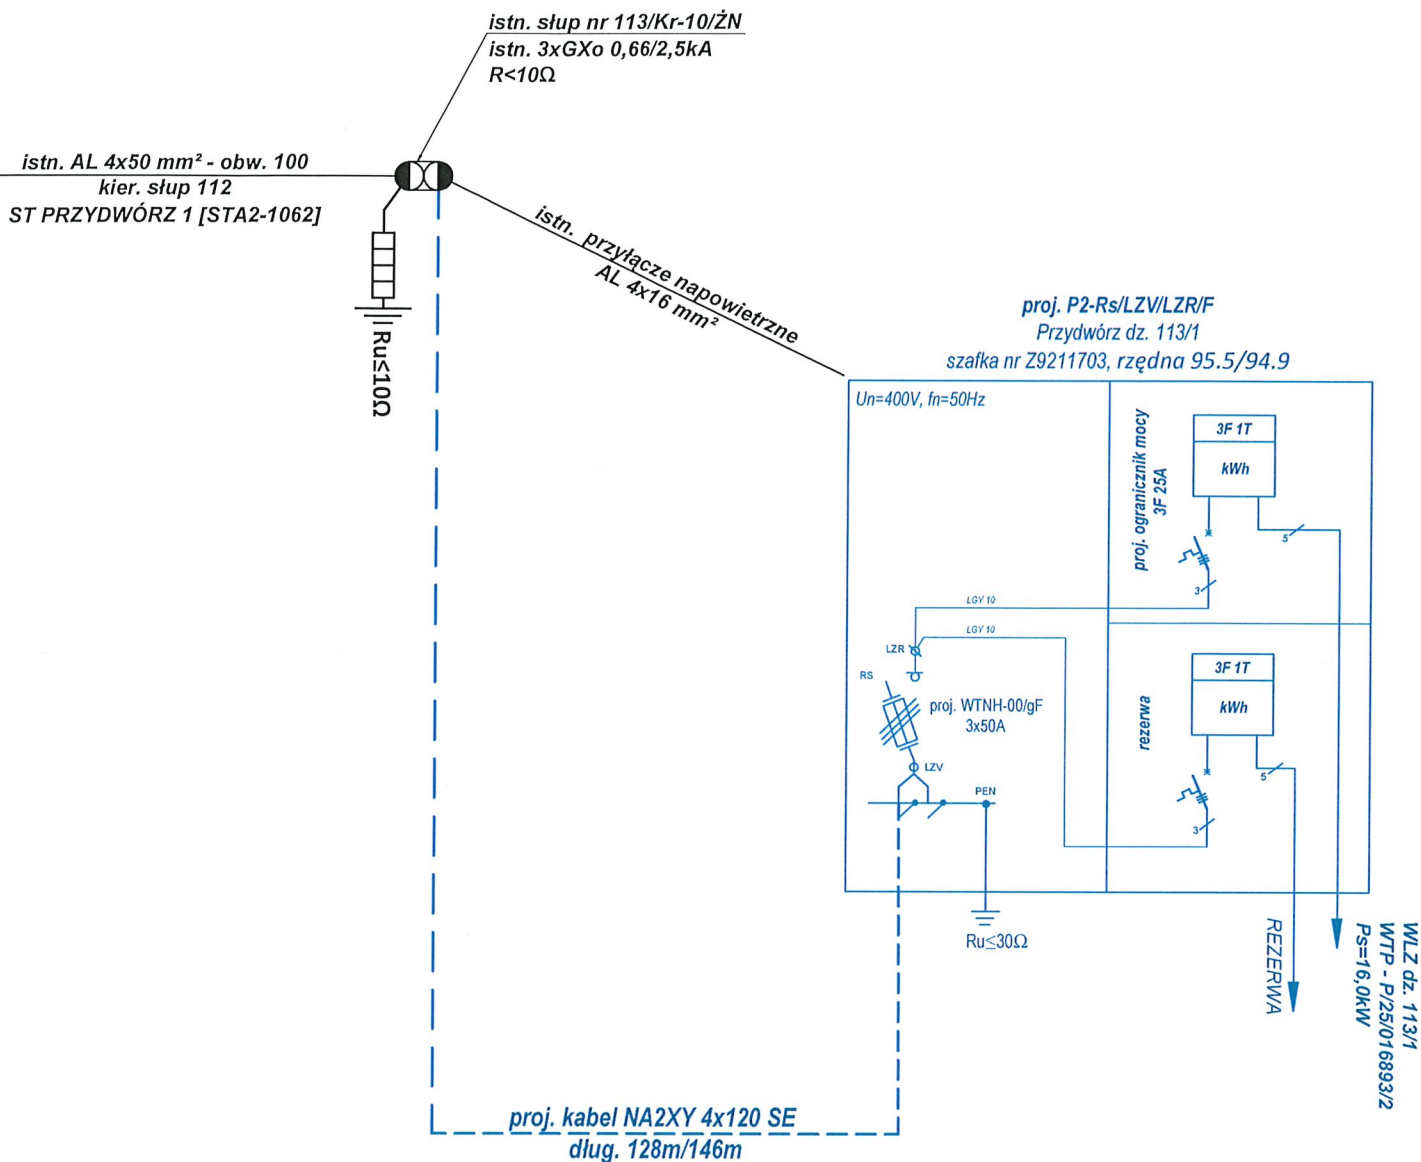 istn. słup nr 113/Kr-10/ŻN
istn. 3xGXo 0,66/2,5kA
R<10Ω
istn. AL 4x50 mm² - obw. 100
kier. słup 112
ST PRZYDWÓRZ 1 [STA2-1062]
Ru≤10Ω
istn. przyłącze napowietrzne
AL 4x16 mm²
proj. P2-Rs/LZV/LZR/F
Przydwórz dz. 113/1
szafka nr Z9211703, rzędna 95.5/94.9
Un=400V, fn=50Hz
proj. ogranicznik mocy
3F 25A
3F 1T
kWh
5
3
LGY 10
LGY 10
LZR
RS
proj. WTNH-00/gF
3x50A
LZV
PEN
rezerwa
3F 1T
kWh
5
3
Ru≤30Ω
REZERWA
WLZ dz. 113/1
WTP - P/25/016893/2
Ps=16,0kW
proj. kabel NA2XY 4x120 SE
dług. 128m/146m